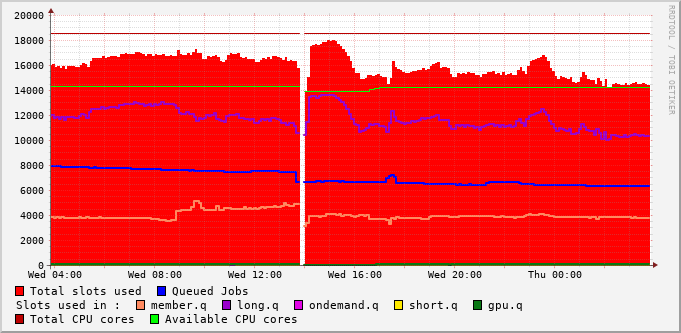 20000
18000
16000
14000
12000
10000
8000
6000
4000
2000
0
Wed 04:00 Wed 08:00 Wed 12:00 Wed 16:00 Wed 20:00 Thu 00:00
Total slots used Queued Jobs
Slots used in : member.q long.q ondemand.q short.q gpu.q
Total CPU cores Available CPU cores
RRDTOOL / TOBI OETIKER